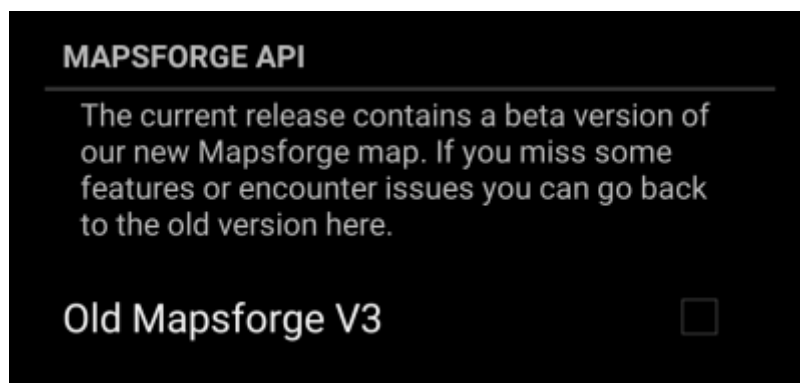 MAPSFORGE API
The current release contains a beta version of
our new Mapsforge map. If you miss some
features or encounter issues you can go back
to the old version here.
Old Mapsforge V3